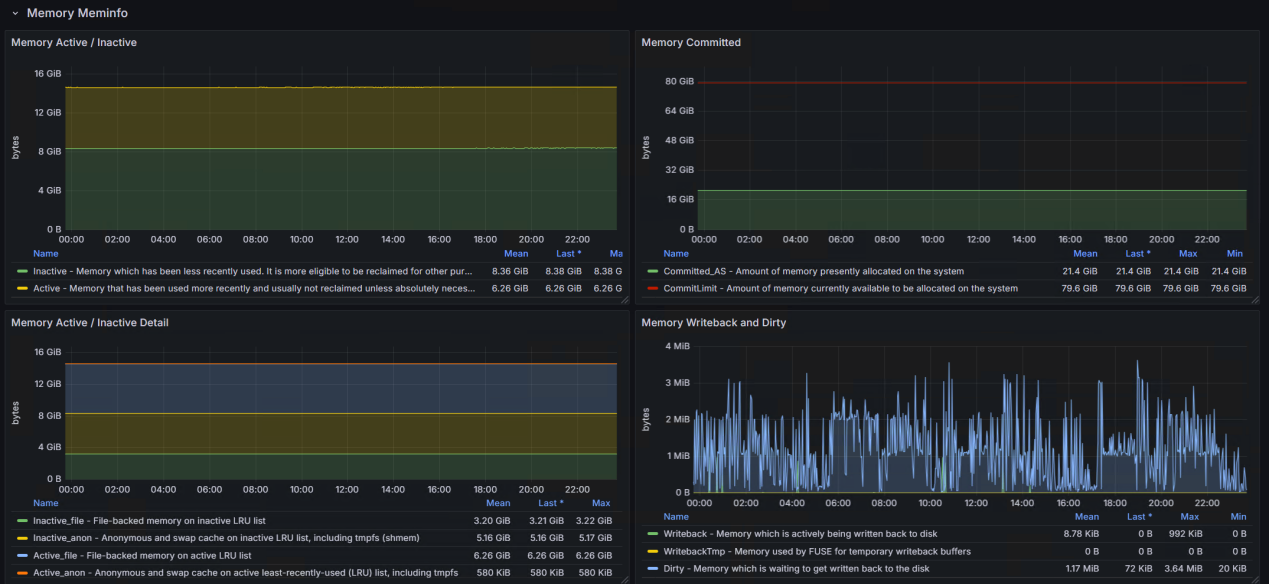 Memory Meminfo
Memory Active / Inactive
16 GiB
12 GiB
8 GiB
4 GiB
0 B
bytes
00:00 02:00 04:00 06:00 08:00 10:00 12:00 14:00 16:00 18:00 20:00 22:00
Name Mean Last * Ma
Inactive - Memory which has been less recently used. It is more eligible to be reclaimed for other pur... 8.36 GiB 8.38 GiB 8.38 G
Active - Memory that has been used more recently and usually not reclaimed unless absolutely neces... 6.26 GiB 6.26 GiB 6.26 G
Memory Committed
80 GiB
64 GiB
48 GiB
32 GiB
16 GiB
0 B
bytes
00:00 02:00 04:00 06:00 08:00 10:00 12:00 14:00 16:00 18:00 20:00 22:00
Name Mean Last * Max Min
Committed_AS - Amount of memory presently allocated on the system 21.4 GiB 21.4 GiB 21.4 GiB 21.4 GiB
CommitLimit - Amount of memory currently available to be allocated on the system 79.6 GiB 79.6 GiB 79.6 GiB 79.6 GiB
Memory Active / Inactive Detail
16 GiB
12 GiB
8 GiB
4 GiB
0 B
bytes
00:00 02:00 04:00 06:00 08:00 10:00 12:00 14:00 16:00 18:00 20:00 22:00
Name Mean Last * Max
Inactive_file - File-backed memory on inactive LRU list 3.20 GiB 3.21 GiB 3.22 GiB
Inactive_anon - Anonymous and swap cache on inactive LRU list, including tmpfs (shmem) 5.16 GiB 5.16 GiB 5.17 GiB
Active_file - File-backed memory on active LRU list 6.26 GiB 6.26 GiB 6.26 GiB
Active_anon - Anonymous and swap cache on active least-recently-used (LRU) list, including tmpfs 580 KiB 580 KiB 580 KiB
Memory Writeback and Dirty
4 MiB
3 MiB
2 MiB
1 MiB
0 B
bytes
00:00 02:00 04:00 06:00 08:00 10:00 12:00 14:00 16:00 18:00 20:00 22:00
Name Mean Last * Max Min
Writeback - Memory which is actively being written back to disk 8.78 KiB 0 B 992 KiB 0 B
WritebackTmp - Memory used by FUSE for temporary writeback buffers 0 B 0 B 0 B 0 B
Dirty - Memory which is waiting to get written back to the disk 1.17 MiB 72 KiB 3.64 MiB 20 KiB